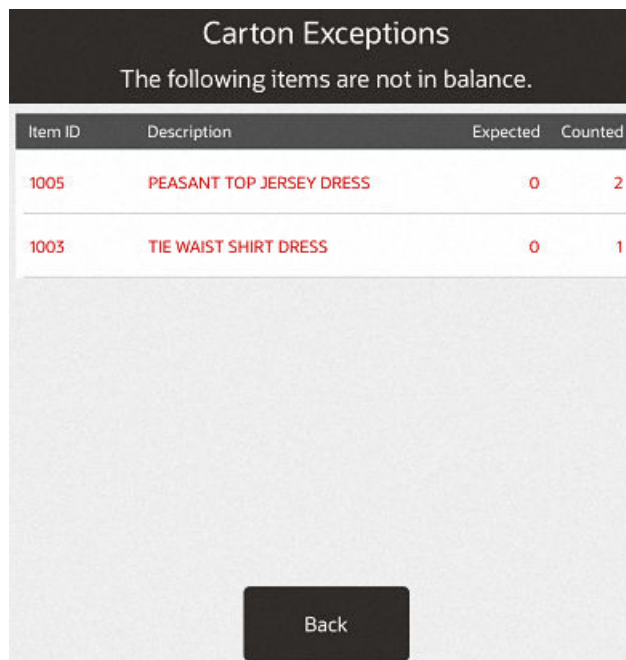 Carton Exceptions
The following items are not in balance.
Item ID Description Expected Counted
1005 PEASANT TOP JERSEY DRESS 0 2
1003 TIE WAIST SHIRT DRESS 0 1
Back